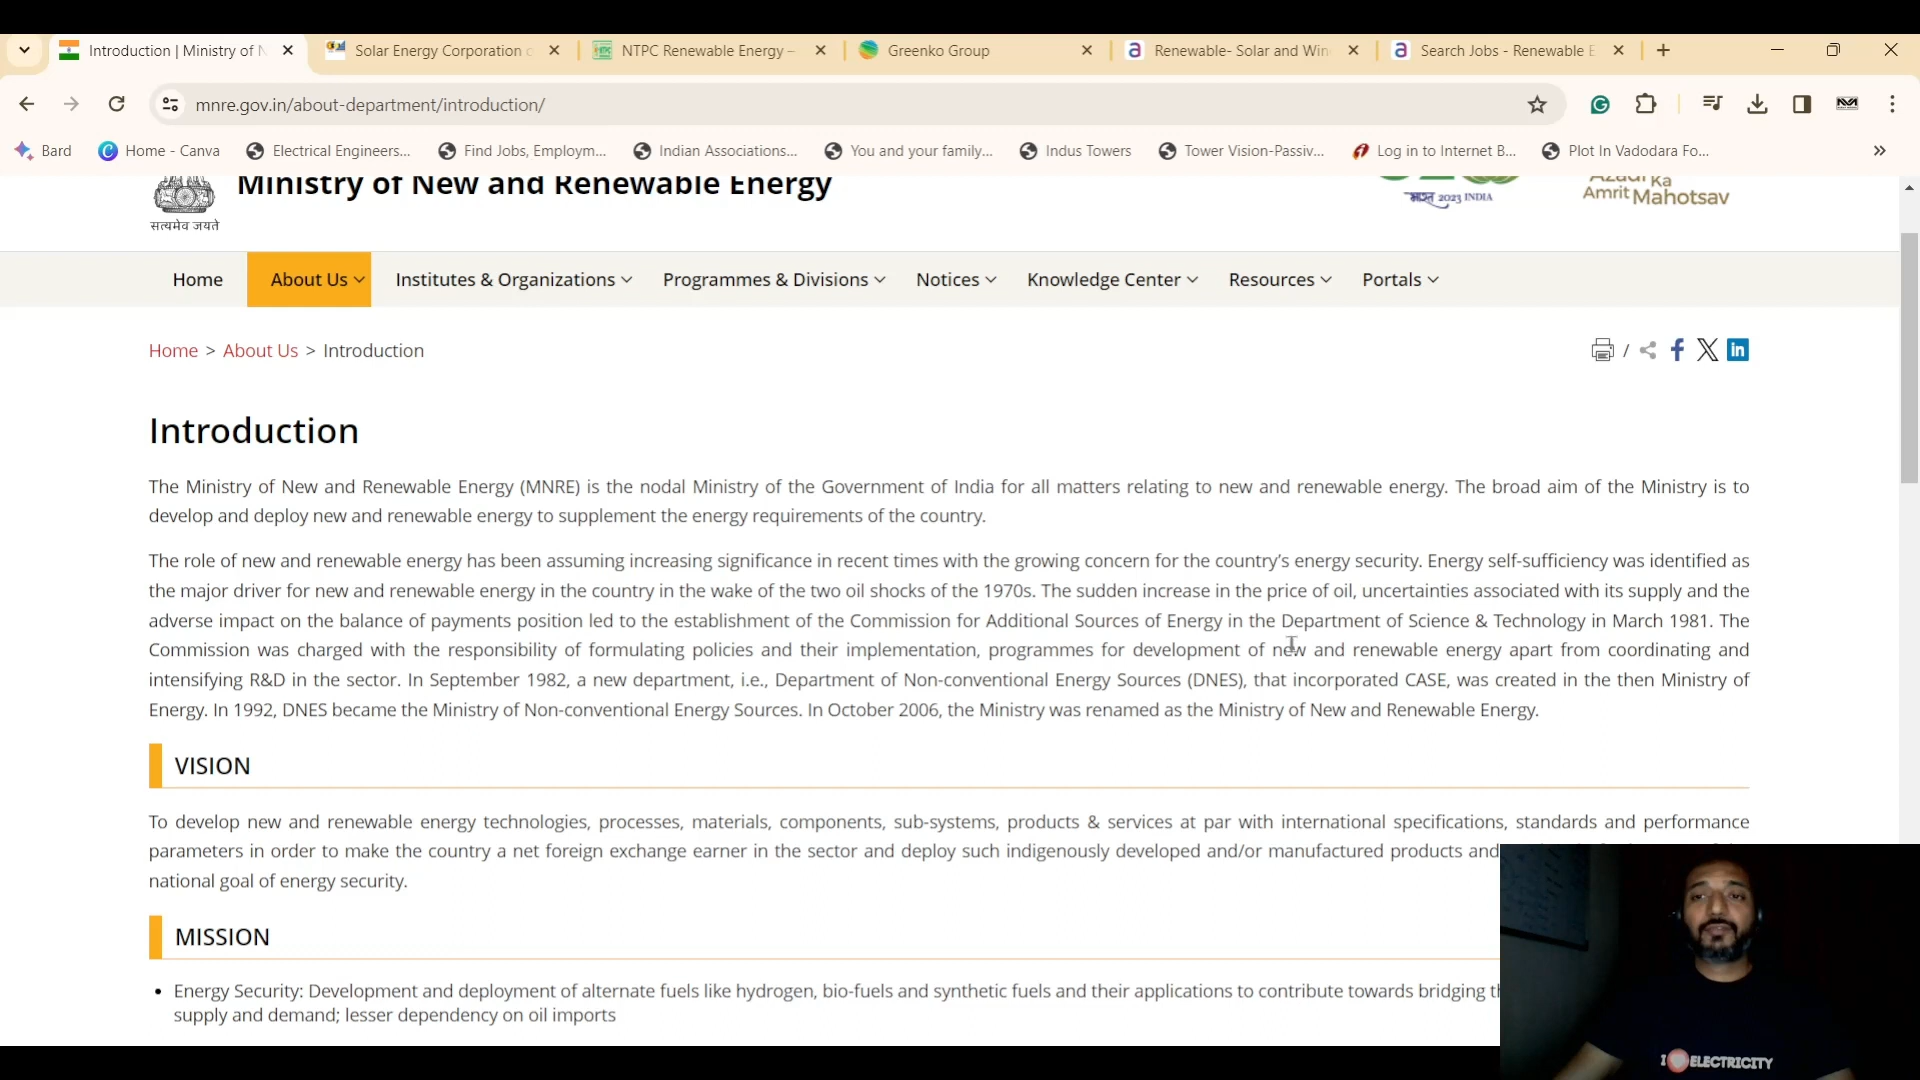 Introduction | Ministry of N
Solar Energy Corporation o
NTPC Renewable Energy –
Greenko Group
Renewable- Solar and Win
Search Jobs - Renewable E
mnre.gov.in/about-department/introduction/
Bard
Home - Canva
Electrical Engineers...
Find Jobs, Employm...
Indian Associations...
You and your family...
Indus Towers
Tower Vision-Passiv...
Log in to Internet B...
Plot In Vadodara Fo...
सत्यमेव जयते
Ministry of New and Renewable Energy
भारत 2023 INDIA
Azadi Ka
Amrit Mahotsav
Home
About Us
Institutes & Organizations
Programmes & Divisions
Notices
Knowledge Center
Resources
Portals
Home > About Us > Introduction
Introduction
The Ministry of New and Renewable Energy (MNRE) is the nodal Ministry of the Government of India for all matters relating to new and renewable energy. The broad aim of the Ministry is to
develop and deploy new and renewable energy to supplement the energy requirements of the country.
The role of new and renewable energy has been assuming increasing significance in recent times with the growing concern for the country's energy security. Energy self-sufficiency was identified as
the major driver for new and renewable energy in the country in the wake of the two oil shocks of the 1970s. The sudden increase in the price of oil, uncertainties associated with its supply and the
adverse impact on the balance of payments position led to the establishment of the Commission for Additional Sources of Energy in the Department of Science & Technology in March 1981. The
Commission was charged with the responsibility of formulating policies and their implementation, programmes for development of new and renewable energy apart from coordinating and
intensifying R&D in the sector. In September 1982, a new department, i.e., Department of Non-conventional Energy Sources (DNES), that incorporated CASE, was created in the then Ministry of
Energy. In 1992, DNES became the Ministry of Non-conventional Energy Sources. In October 2006, the Ministry was renamed as the Ministry of New and Renewable Energy.
VISION
To develop new and renewable energy technologies, processes, materials, components, sub-systems, products & services at par with international specifications, standards and performance
parameters in order to make the country a net foreign exchange earner in the sector and deploy such indigenously developed and/or manufactured products and
national goal of energy security.
MISSION
• Energy Security: Development and deployment of alternate fuels like hydrogen, bio-fuels and synthetic fuels and their applications to contribute towards bridging th
supply and demand; lesser dependency on oil imports
I ELECTRICITY